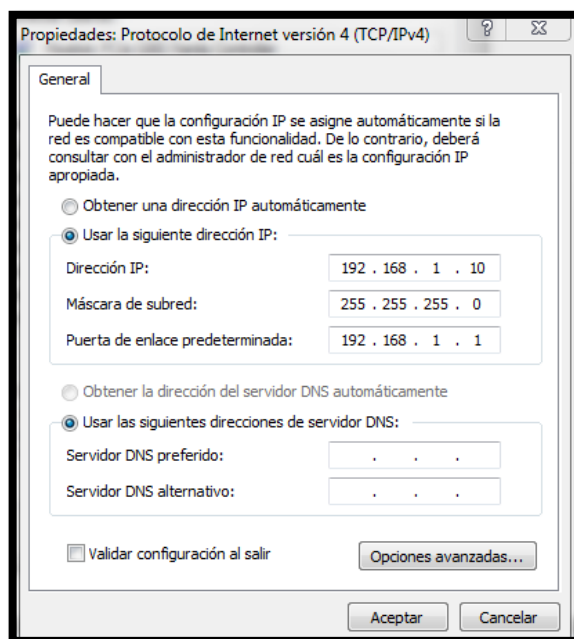 Propiedades: Protocolo de Internet versión 4 (TCP/IPv4)
General
Puede hacer que la configuración IP se asigne automáticamente si la
red es compatible con esta funcionalidad. De lo contrario, deberá
consultar con el administrador de red cuál es la configuración IP
apropiada.
Obtener una dirección IP automáticamente
Usar la siguiente dirección IP:
Dirección IP: 192 . 168 . 1 . 10
Máscara de subred: 255 . 255 . 255 . 0
Puerta de enlace predeterminada: 192 . 168 . 1 . 1
Obtener la dirección del servidor DNS automáticamente
Usar las siguientes direcciones de servidor DNS:
Servidor DNS preferido: . . .
Servidor DNS alternativo: . . .
Validar configuración al salir
Opciones avanzadas...
Aceptar Cancelar